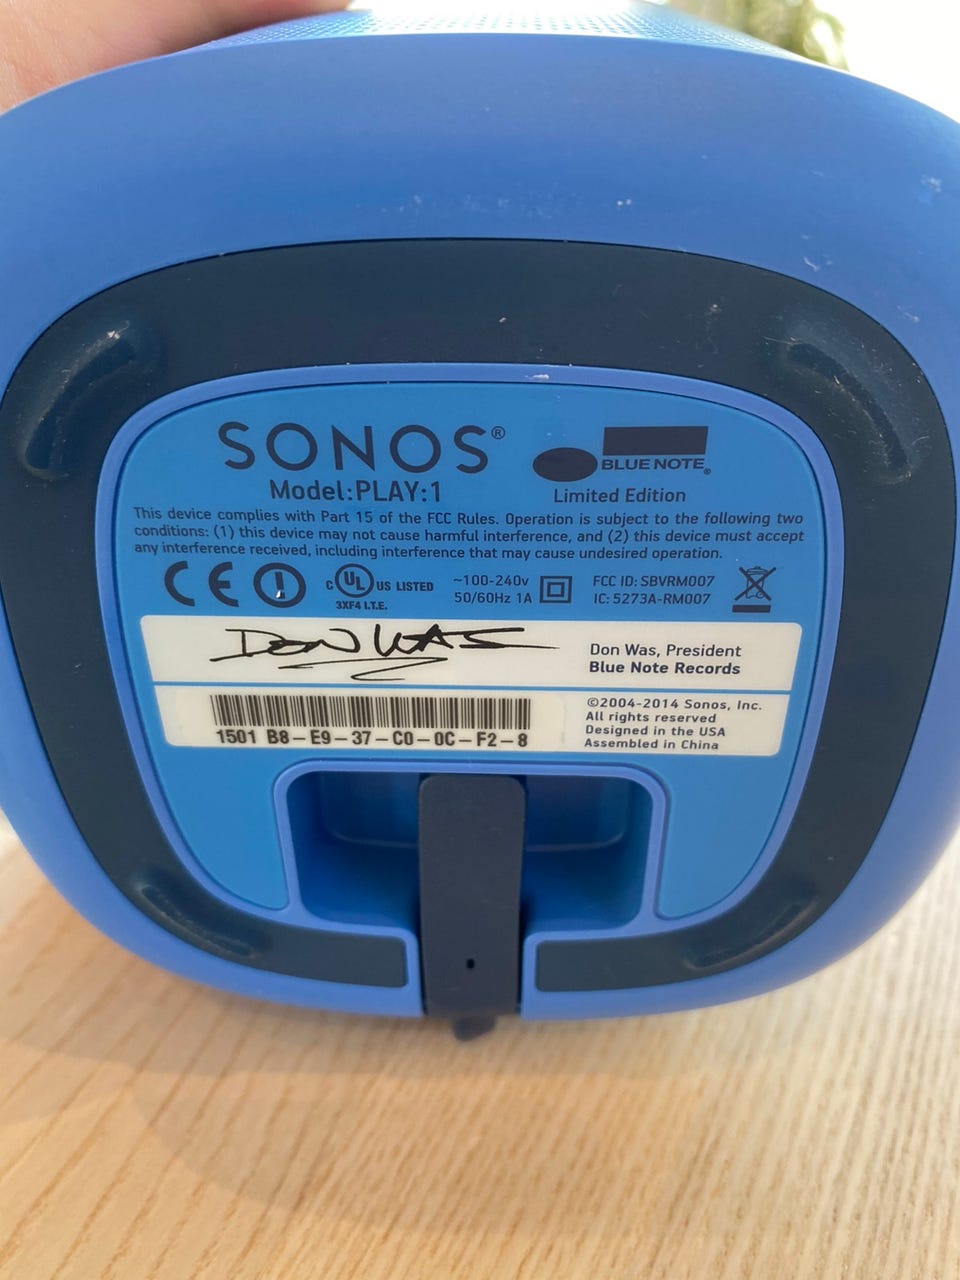 SONOS®
Model:PLAY:1
BLUE NOTE®
Limited Edition
This device complies with Part 15 of the FCC Rules. Operation is subject to the following two
conditions: (1) this device may not cause harmful interference, and (2) this device must accept
any interference received, including interference that may cause undesired operation.
CE
C UL US LISTED
3XF4 I.T.E.
~100-240v
50/60Hz 1A
FCC ID: SBVRM007
IC: 5273A-RM007
DON WAS
Don Was, President
Blue Note Records
1501 B8-E9-37-C0-0C-F2-8
©2004-2014 Sonos, Inc.
All rights reserved
Designed in the USA
Assembled in China